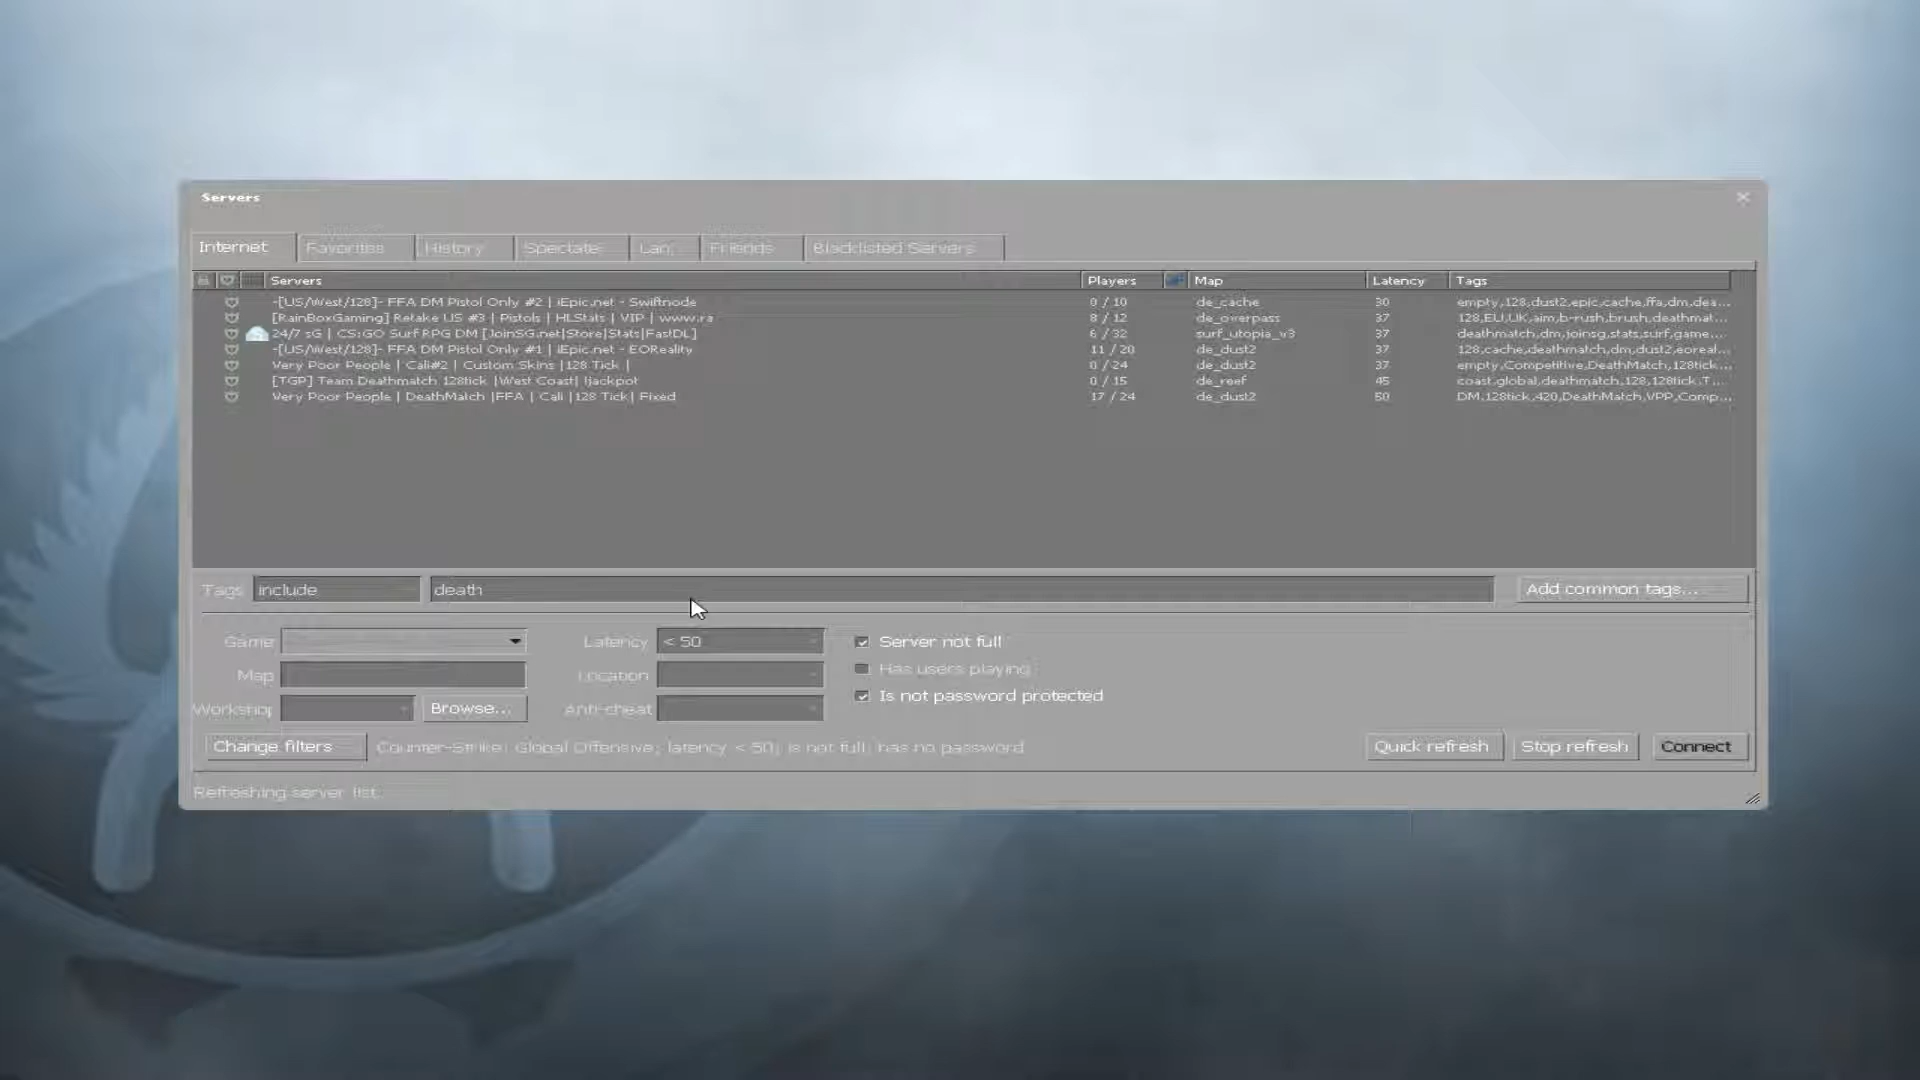 Servers
Internet Favorites History Spectate Lan Friends Blacklisted Servers
Servers Players Map Latency Tags
-[US/West/128]- FFA DM Pistol Only #2 | iEpic.net - Swiftnode 0 / 10 de_cache 30 empty,128,dust2,epic,cache,ffa,dm,dea...
[RainBoxGaming] Retake US #3 | Pistols | HLStats | VIP | www.ra 8 / 12 de_overpass 37 128,EU,UK,aim,b-rush,brush,deathmat...
24/7 sG | CS:GO Surf RPG DM [JoinSG.net|Store|Stats|FastDL] 6 / 32 surf_utopia_v3 37 deathmatch,dm,joinsg,stats,surf,game...
-[US/West/128]- FFA DM Pistol Only #1 | iEpic.net - EOReality 11 / 20 de_dust2 37 128,cache,deathmatch,dm,dust2,eoreal...
Very Poor People | Cali#2 | Custom Skins |128 Tick | 0 / 24 de_dust2 37 empty,Competitive,DeathMatch,128tick...
[TGP] Team Deathmatch 128tick |West Coast| !jackpot 0 / 15 de_reef 45 coast,global,deathmatch,128,128tick,T...
Very Poor People | DeathMatch |FFA | Cali |128 Tick| Fixed 17 / 24 de_dust2 50 DM,128tick,420,DeathMatch,VPP,Comp...
Tags include death Add common tags...
Game Latency < 50 Server not full
Map Location Has users playing
Workshop Browse... Anti-cheat Is not password protected
Change filters Counter-Strike: Global Offensive; latency < 50; is not full; has no password Quick refresh Stop refresh Connect
Refreshing server list...